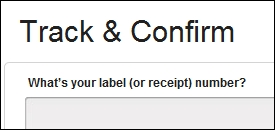 Track & Confirm
What's your label (or receipt) number?